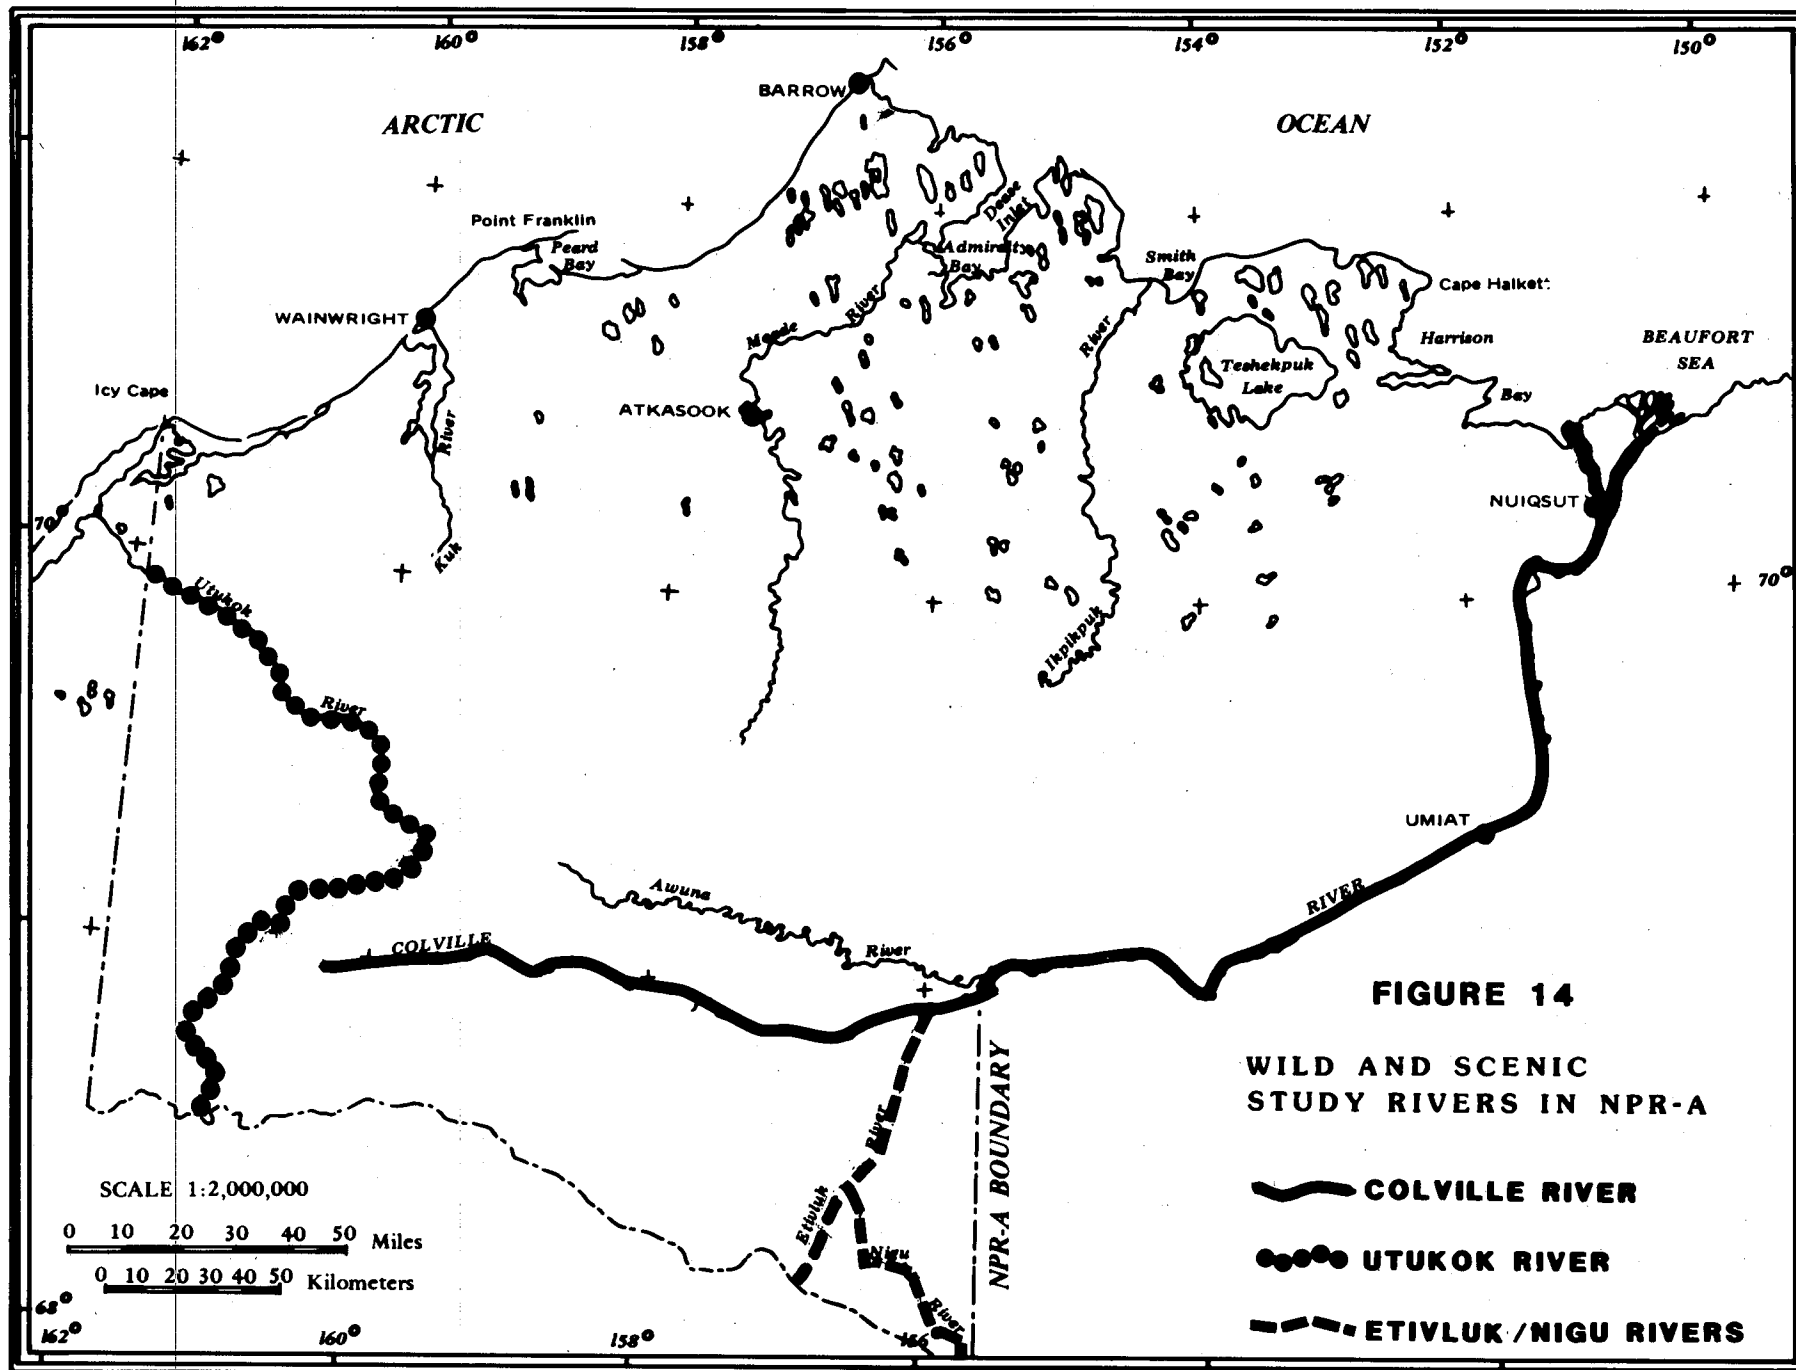 162° 160° 158° 156° 154° 152° 150°
BARROW
ARCTIC
OCEAN
Point Franklin
Peard
Bay
Dease
Inlet
Admiralty
Bay
Smith
Bay
Cape Halkett
WAINWRIGHT
Meade
River
River
Harrison
Bay
BEAUFORT
SEA
Teshekpuk
Lake
Icy Cape
ATKASOOK
River
Kuk
NUIQSUT
70
70°
Utukok
River
Ikpikpuk
UMIAT
RIVER
Awuna
River
COLVILLE
FIGURE 14
WILD AND SCENIC
STUDY RIVERS IN NPR-A
NPR-A BOUNDARY
River
Etivluk
Nigu
River
COLVILLE RIVER
UTUKOK RIVER
ETIVLUK/NIGU RIVERS
SCALE 1:2,000,000
0 10 20 30 40 50 Miles
0 10 20 30 40 50 Kilometers
68°
162° 160° 158° 156